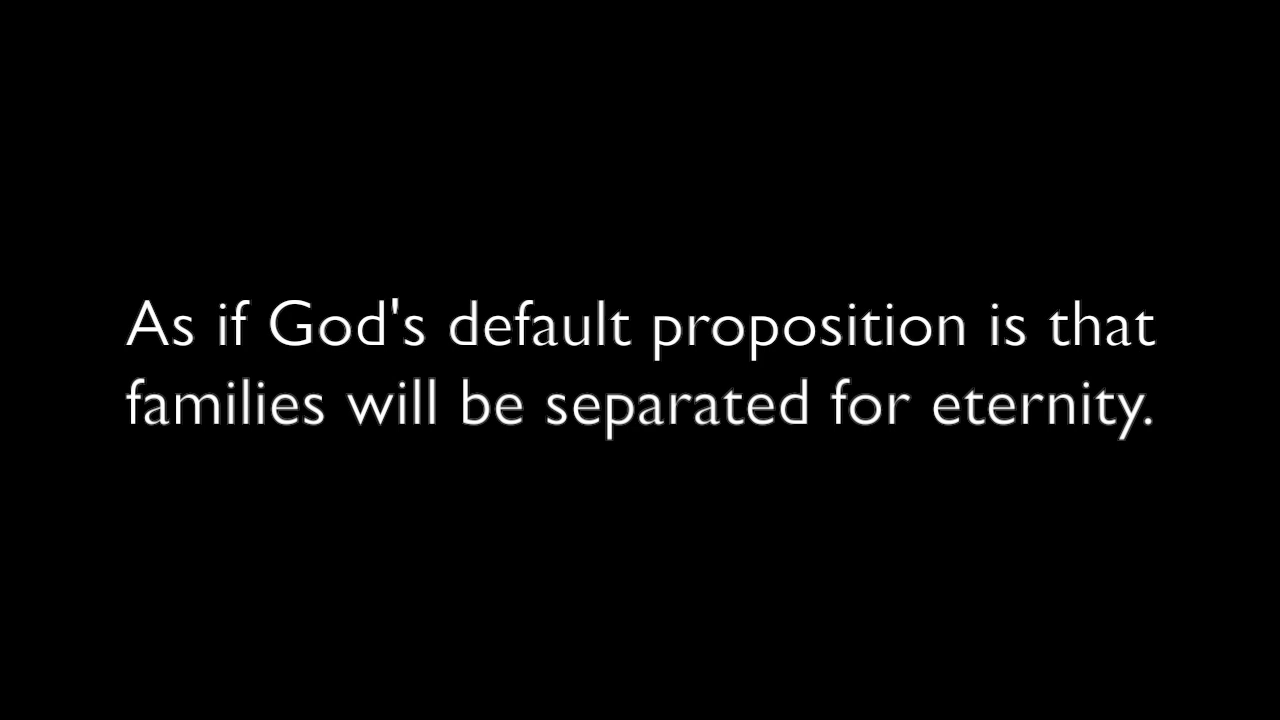 As if God's default proposition is that
families will be separated for eternity.